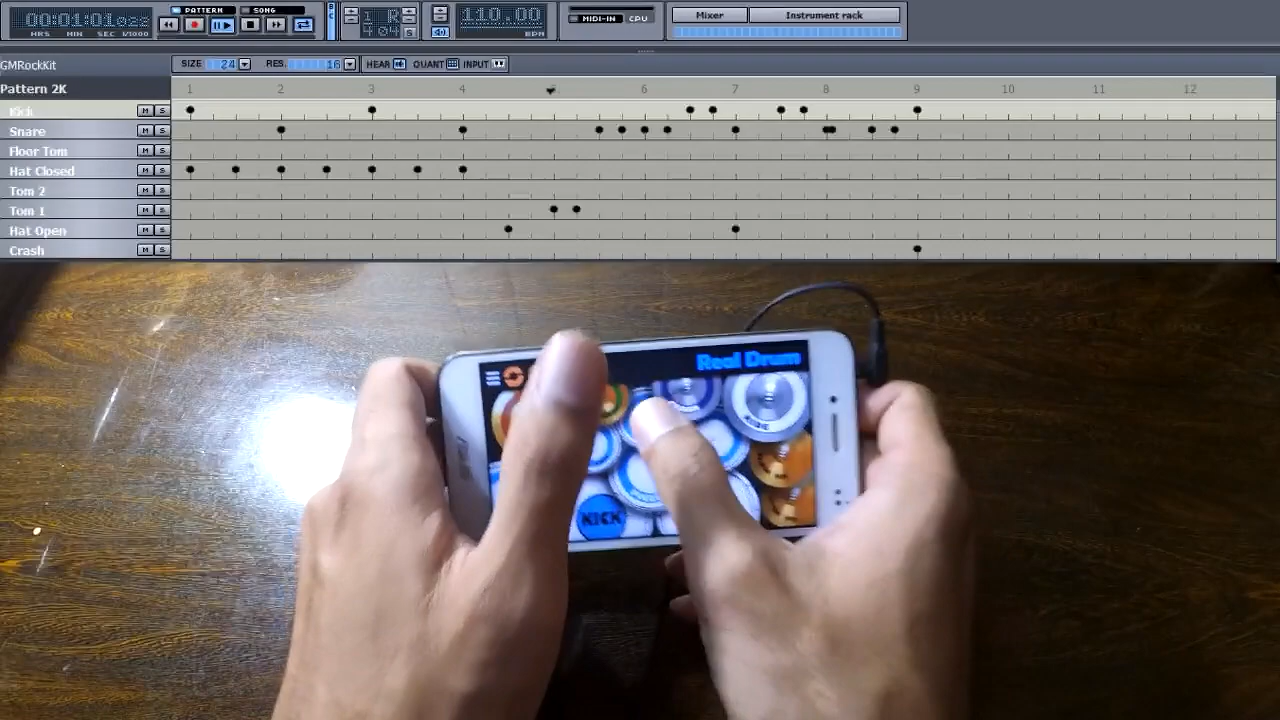 PATTERN SONG
00:01:01
HRS MIN SEC 1/1000
110.00
BPM
MIDI-IN CPU
Mixer
Instrument rack
GMRockKit
SIZE 24 RES. 16 HEAR QUANT INPUT
Pattern 2K
1 2 3 4 6 7 8 9 10 11 12
Kick M S
Snare M S
Floor Tom M S
Hat Closed M S
Tom 2 M S
Tom 1 M S
Hat Open M S
Crash M S
Real Drum
RIDE
KICK